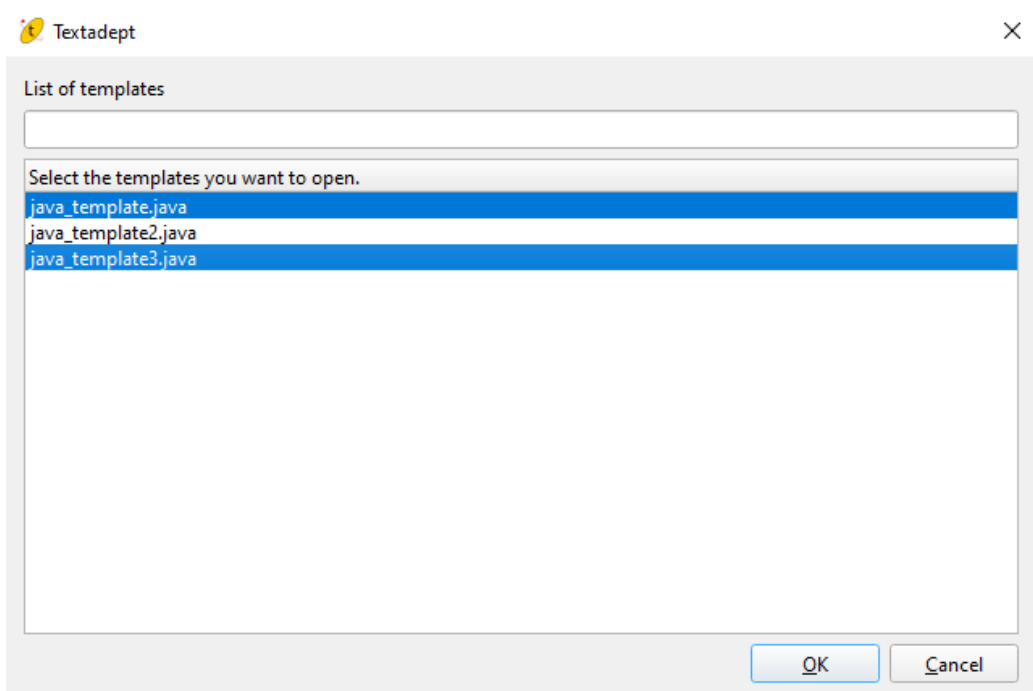 Textadept
List of templates
Select the templates you want to open.
java_template.java
java_template2.java
java_template3.java
OK
Cancel